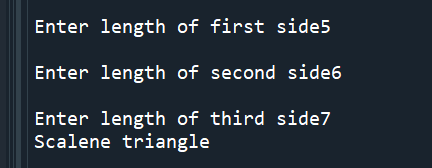 Enter length of first side5
Enter length of second side6
Enter length of third side7
Scalene triangle